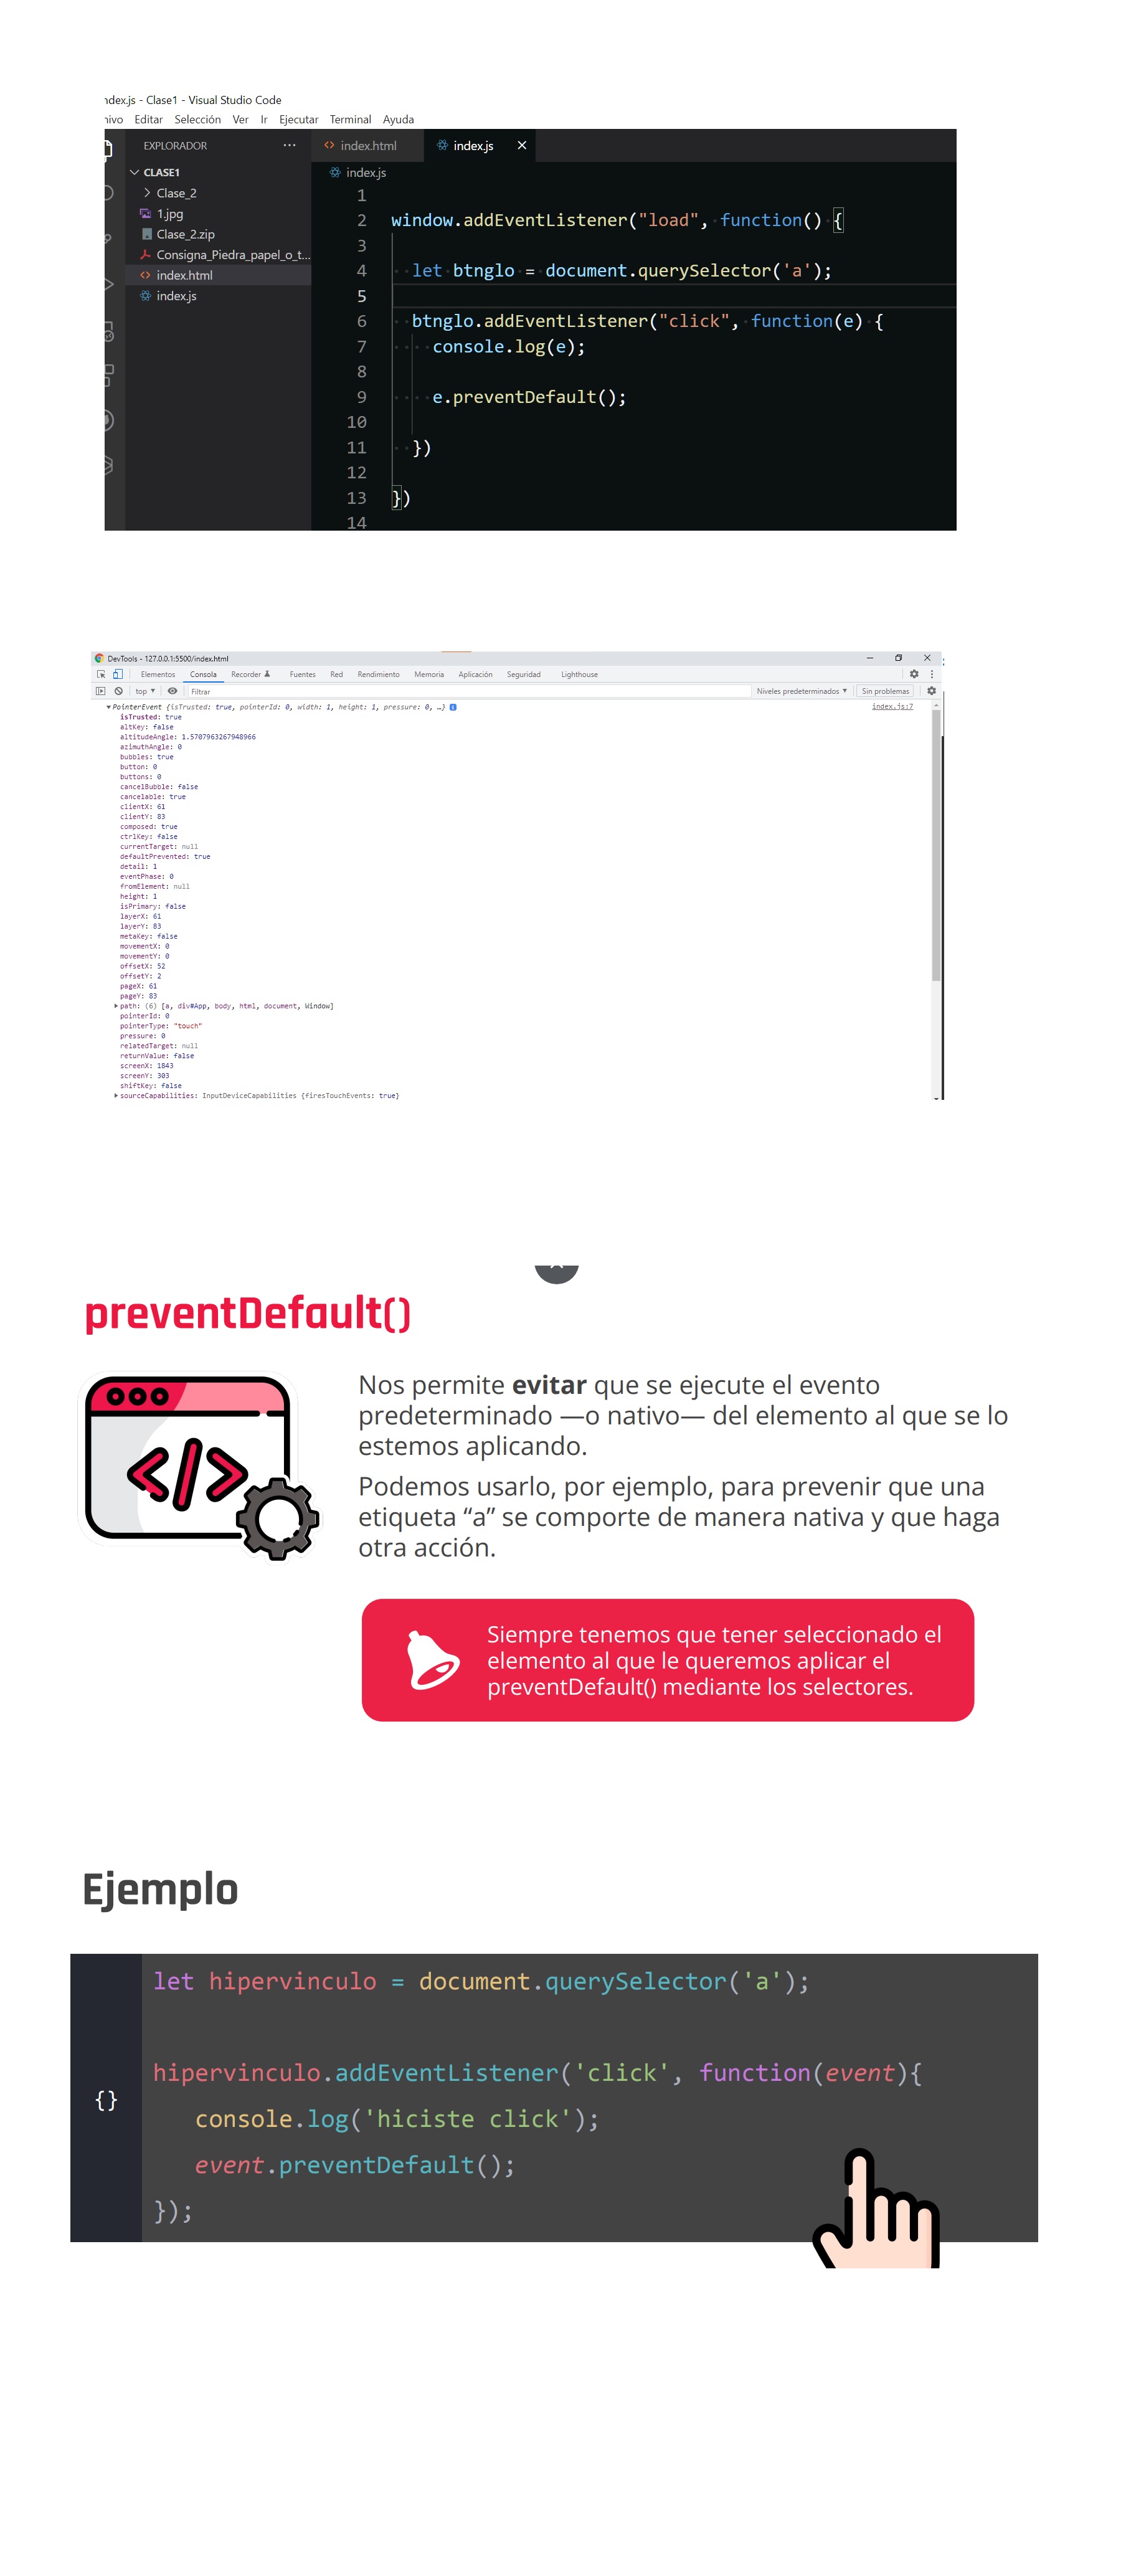 ndex.js - Clase1 - Visual Studio Code
Editar Selección Ver Ir Ejecutar Terminal Ayuda
EXPLORADOR ···
index.html
index.js
CLASE1
index.js
Clase_2
1.jpg
Clase_2.zip
Consigna_Piedra_papel_o_t...
index.html
index.js
1
2 window.addEventListener("load", function() {
3
4 let btnglo = document.querySelector('a');
5
6 btnglo.addEventListener("click", function(e) {
7 console.log(e);
8
9 e.preventDefault();
10
11 })
12
13 })
14
DevTools - 127.0.0.1:5500/index.html
Elementos Consola Recorder Fuentes Red Rendimiento Memoria Aplicación Seguridad Lighthouse
top Filtrar Niveles predeterminados Sin problemas
PointerEvent {isTrusted: true, pointerId: 0, width: 1, height: 1, pressure: 0, …} index.js:7
isTrusted: true
altKey: false
altitudeAngle: 1.5707963267948966
azimuthAngle: 0
bubbles: true
button: 0
buttons: 0
cancelBubble: false
cancelable: true
clientX: 61
clientY: 83
composed: true
ctrlKey: false
currentTarget: null
defaultPrevented: true
detail: 1
eventPhase: 0
fromElement: null
height: 1
isPrimary: false
layerX: 61
layerY: 83
metaKey: false
movementX: 0
movementY: 0
offsetX: 52
offsetY: 2
pageX: 61
pageY: 83
path: (6) [a, div#App, body, html, document, Window]
pointerId: 0
pointerType: "touch"
pressure: 0
relatedTarget: null
returnValue: false
screenX: 1843
screenY: 303
shiftKey: false
sourceCapabilities: InputDeviceCapabilities {firesTouchEvents: true}
preventDefault()
Nos permite evitar que se ejecute el evento
predeterminado —o nativo— del elemento al que se lo
estemos aplicando.
Podemos usarlo, por ejemplo, para prevenir que una
etiqueta “a” se comporte de manera nativa y que haga
otra acción.
</>
Siempre tenemos que tener seleccionado el
elemento al que le queremos aplicar el
preventDefault() mediante los selectores.
Ejemplo
let hipervinculo = document.querySelector('a');
hipervinculo.addEventListener('click', function(event){
{}
console.log('hiciste click');
event.preventDefault();
});